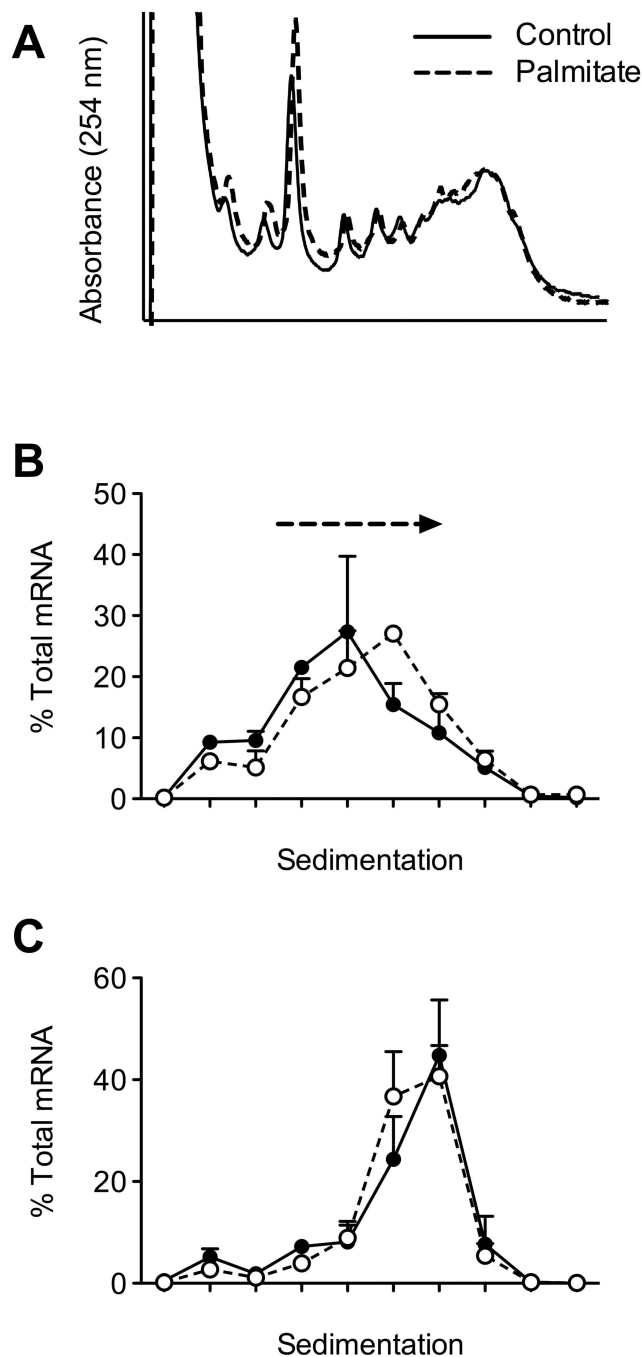 A
Control
Palmitate
Absorbance (254 nm)
B
50
40
30
20
10
0
% Total mRNA
Sedimentation
C
60
40
20
0
% Total mRNA
Sedimentation